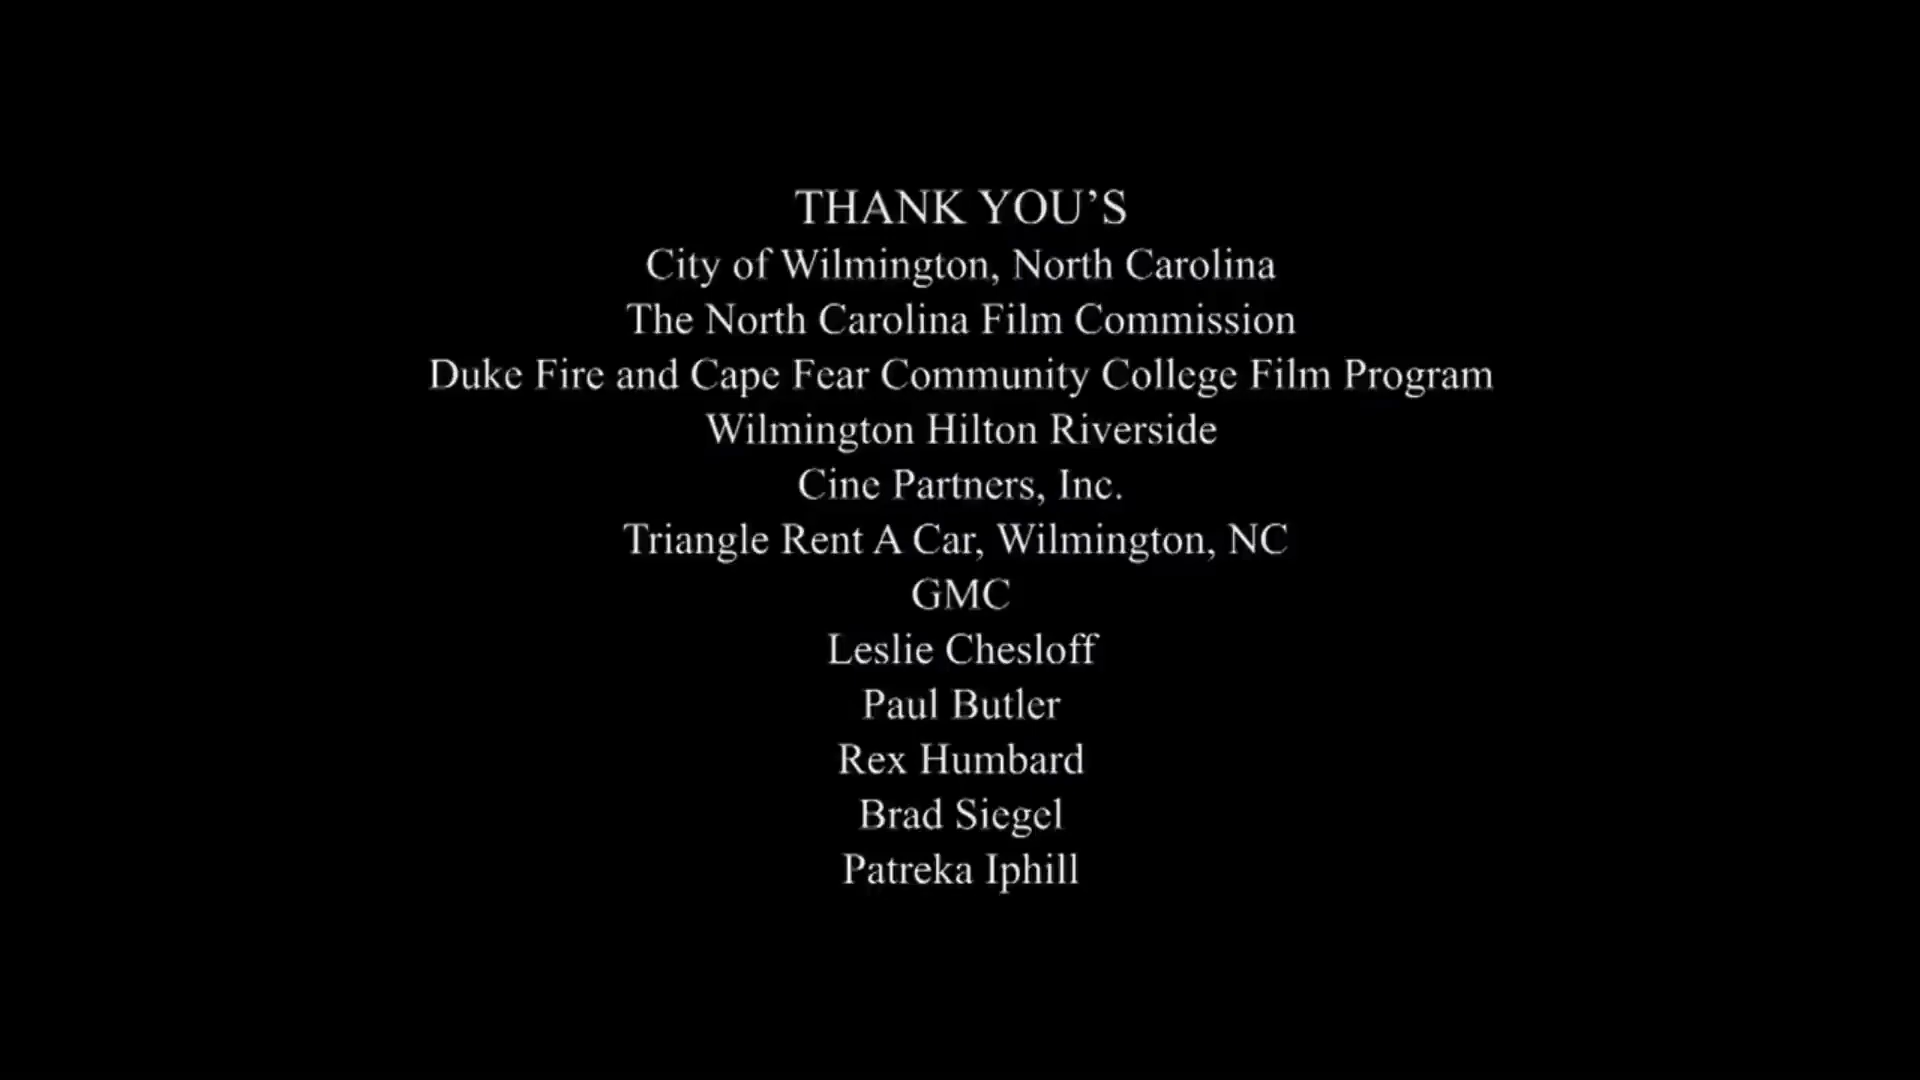 THANK YOU’S
City of Wilmington, North Carolina
The North Carolina Film Commission
Duke Fire and Cape Fear Community College Film Program
Wilmington Hilton Riverside
Cine Partners, Inc.
Triangle Rent A Car, Wilmington, NC
GMC
Leslie Chesloff
Paul Butler
Rex Humbard
Brad Siegel
Patreka Iphill